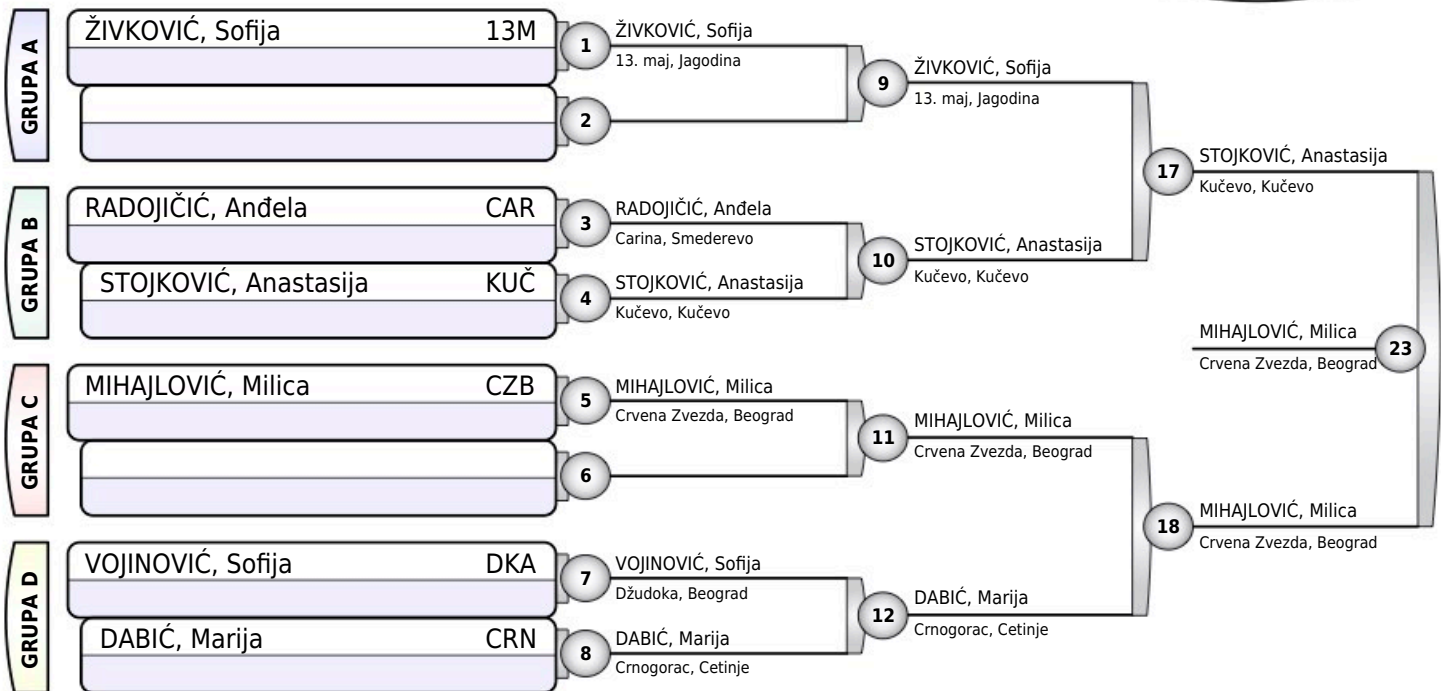 GRUPA A
ŽIVKOVIĆ, Sofija 13M
1
2
GRUPA B
RADOJIČIĆ, Anđela CAR
3
STOJKOVIĆ, Anastasija KUČ
4
GRUPA C
MIHAJLOVIĆ, Milica CZB
5
6
GRUPA D
VOJINOVIĆ, Sofija DKA
7
DABIĆ, Marija CRN
8
ŽIVKOVIĆ, Sofija
13. maj, Jagodina
RADOJIČIĆ, Anđela
Carina, Smederevo
STOJKOVIĆ, Anastasija
Kučevo, Kučevo
MIHAJLOVIĆ, Milica
Crvena Zvezda, Beograd
VOJINOVIĆ, Sofija
Džudoka, Beograd
DABIĆ, Marija
Crnogorac, Cetinje
9
ŽIVKOVIĆ, Sofija
13. maj, Jagodina
10
STOJKOVIĆ, Anastasija
Kučevo, Kučevo
11
MIHAJLOVIĆ, Milica
Crvena Zvezda, Beograd
12
DABIĆ, Marija
Crnogorac, Cetinje
17
STOJKOVIĆ, Anastasija
Kučevo, Kučevo
18
MIHAJLOVIĆ, Milica
Crvena Zvezda, Beograd
MIHAJLOVIĆ, Milica
Crvena Zvezda, Beograd
23